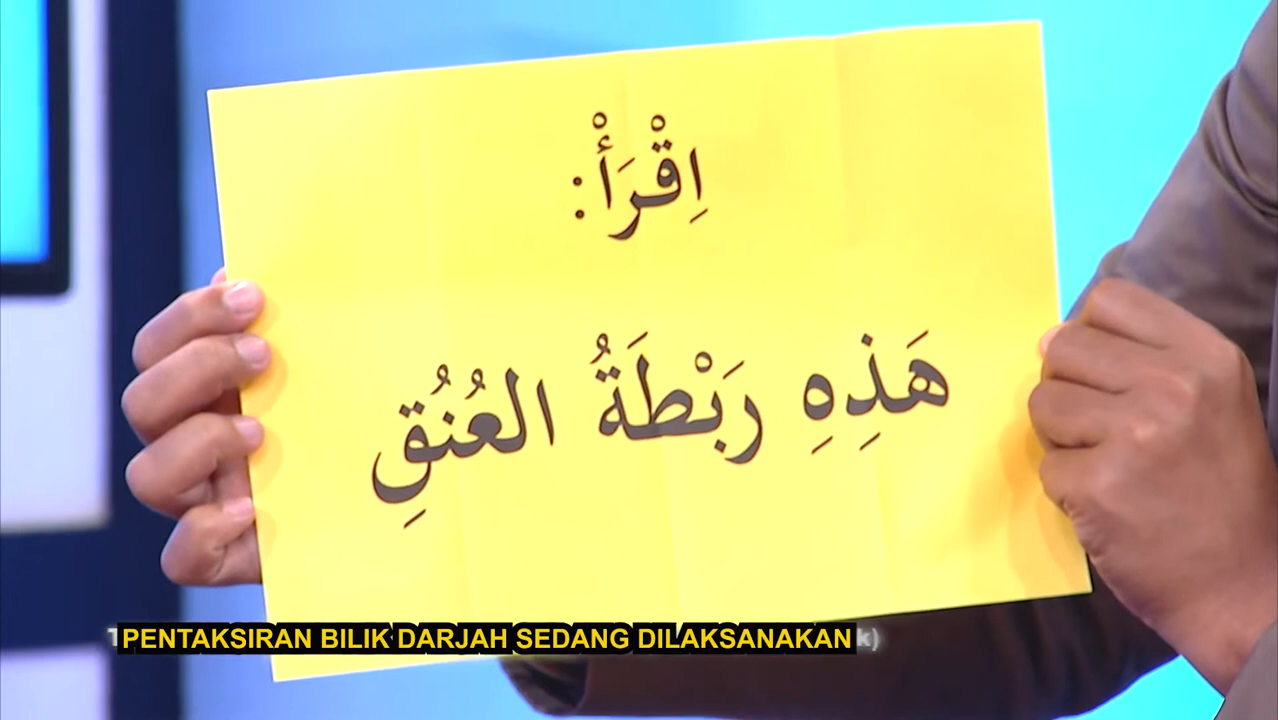 اِقْرَأْ:
هَذِهِ رَبْطَةُ العُنُقِ
PENTAKSIRAN BILIK DARJAH SEDANG DILAKSANAKAN